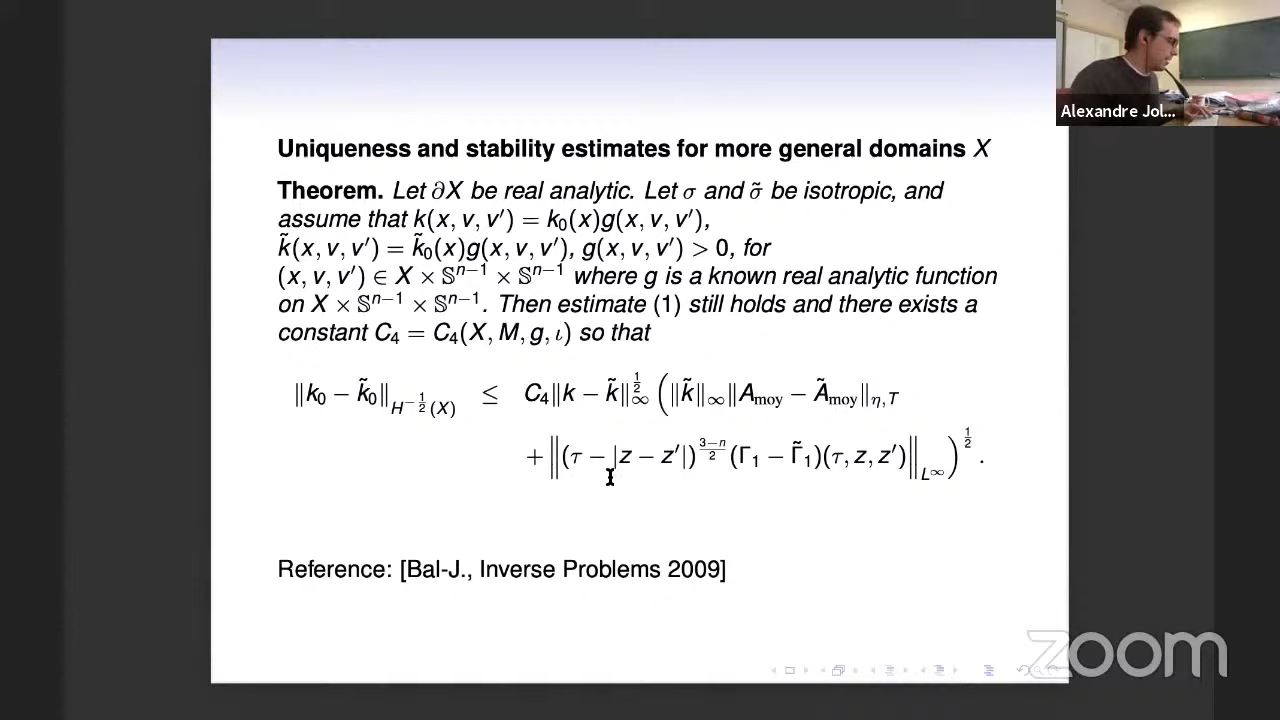 Alexandre Jol...
Uniqueness and stability estimates for more general domains X
Theorem. Let ∂X be real analytic. Let σ and σ̃ be isotropic, and
assume that k(x, v, v′) = k₀(x)g(x, v, v′),
k̃(x, v, v′) = k̃₀(x)g(x, v, v′), g(x, v, v′) > 0, for
(x, v, v′) ∈ X × 𝕊ⁿ⁻¹ × 𝕊ⁿ⁻¹ where g is a known real analytic function
on X × 𝕊ⁿ⁻¹ × 𝕊ⁿ⁻¹. Then estimate (1) still holds and there exists a
constant C₄ = C₄(X, M, g, ι) so that
‖k₀ − k̃₀‖_{H^{−1/2}(X)} ≤ C₄‖k − k̃‖_∞^{1/2} (‖k̃‖_∞‖A_moy − Ã_moy‖_{η,T}
+ ‖(τ − |z − z′|)^{(3−n)/2}(Γ₁ − Γ̃₁)(τ, z, z′)‖_{L^∞})^{1/2}.
Reference: [Bal-J., Inverse Problems 2009]
zoom